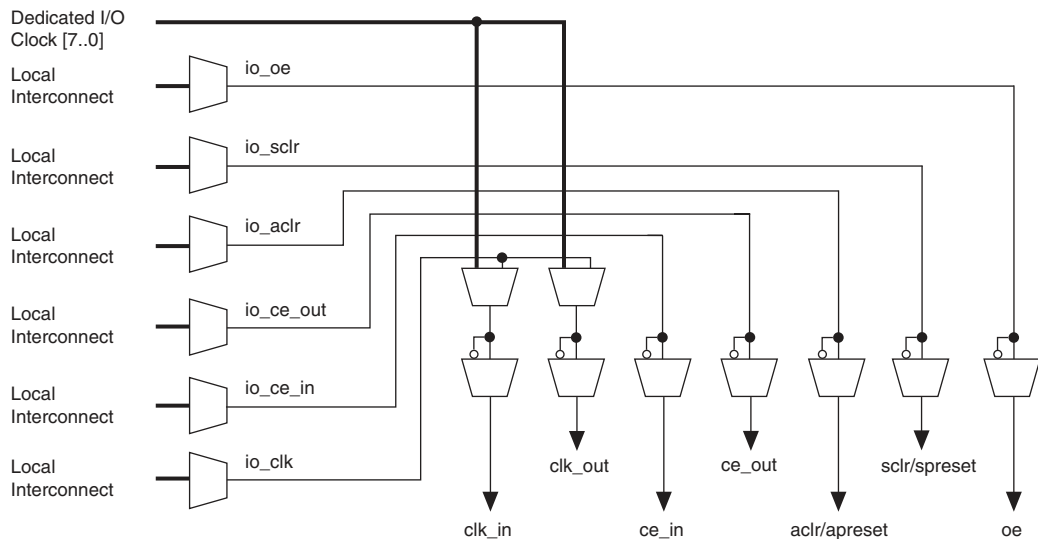 Dedicated I/O
Clock [7..0]
Local
Interconnect
io_oe
Local
Interconnect
io_sclr
Local
Interconnect
io_aclr
Local
Interconnect
io_ce_out
Local
Interconnect
io_ce_in
Local
Interconnect
io_clk
clk_out
ce_out
sclr/spreset
clk_in
ce_in
aclr/apreset
oe